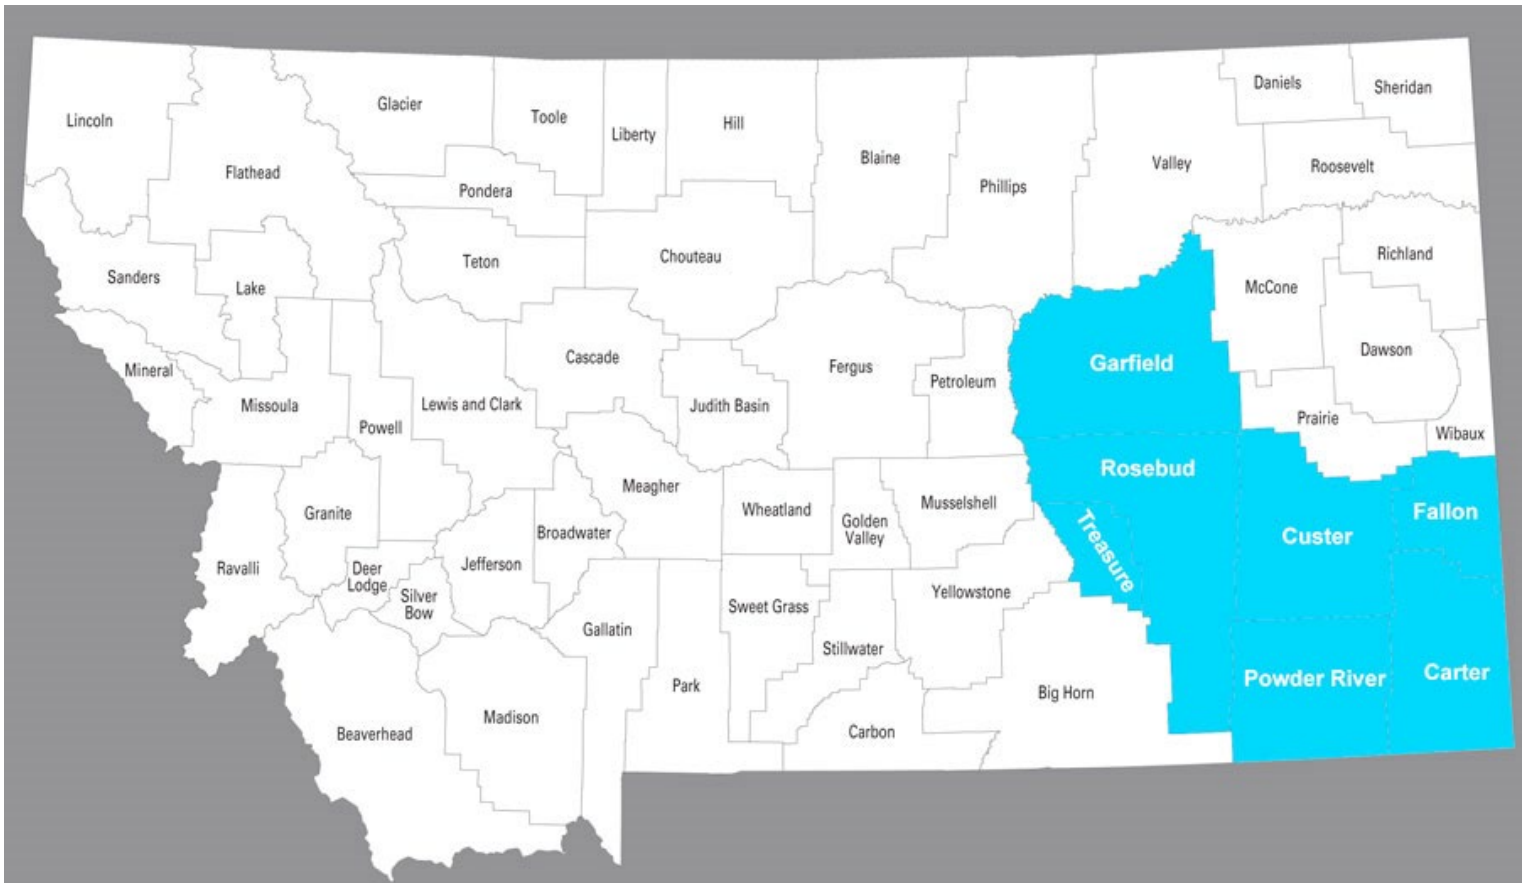 Daniels
Sheridan
Glacier
Toole
Lincoln
Liberty
Hill
Blaine
Valley
Roosevelt
Flathead
Pondera
Phillips
Richland
Chouteau
Teton
Sanders
Lake
McCone
Dawson
Cascade
Garfield
Mineral
Fergus
Petroleum
Missoula
Lewis and Clark
Judith Basin
Prairie
Powell
Wibaux
Rosebud
Meagher
Musselshell
Wheatland
Granite
Golden
Valley
Fallon
Broadwater
Custer
Treasure
Jefferson
Ravalli
Deer
Lodge
Silver
Bow
Yellowstone
Sweet Grass
Gallatin
Stillwater
Carter
Powder River
Park
Big Horn
Madison
Beaverhead
Carbon